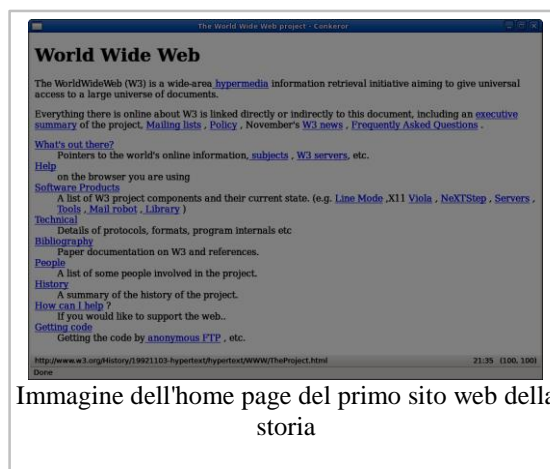 The World Wide Web project - Conkeror
World Wide Web
The WorldWideWeb (W3) is a wide-area hypermedia information retrieval initiative aiming to give universal
access to a large universe of documents.
Everything there is online about W3 is linked directly or indirectly to this document, including an executive
summary of the project, Mailing lists , Policy , November's W3 news , Frequently Asked Questions .
What's out there?
Pointers to the world's online information, subjects , W3 servers, etc.
Help
on the browser you are using
Software Products
A list of W3 project components and their current state. (e.g. Line Mode ,X11 Viola , NeXTStep , Servers ,
Tools , Mail robot , Library )
Technical
Details of protocols, formats, program internals etc
Bibliography
Paper documentation on W3 and references.
People
A list of some people involved in the project.
History
A summary of the history of the project.
How can I help ?
If you would like to support the web..
Getting code
Getting the code by anonymous FTP , etc.
http://www.w3.org/History/19921103-hypertext/hypertext/WWW/TheProject.html 21:35 (100, 100)
Done
Immagine dell'home page del primo sito web della
storia